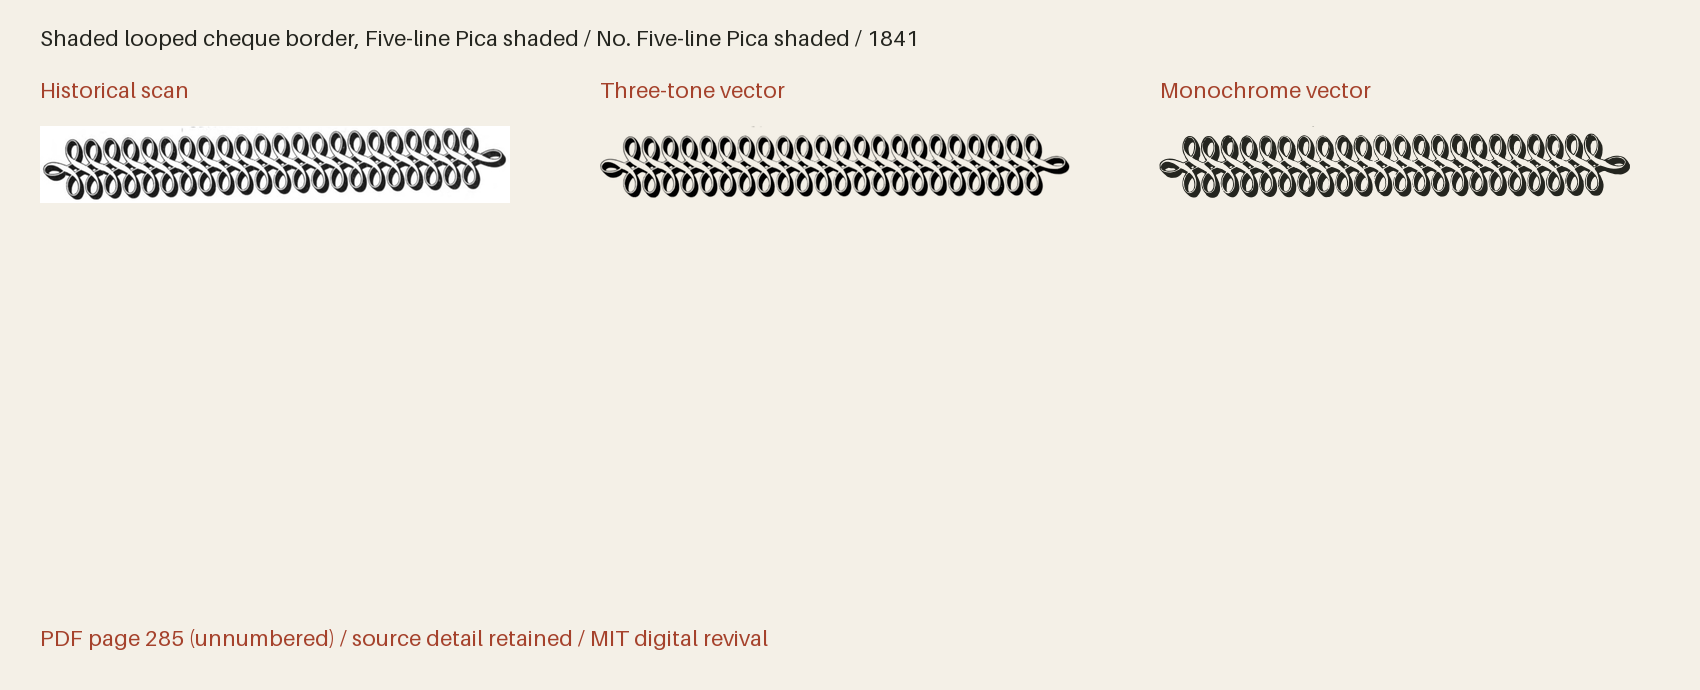 Shaded looped cheque border, Five-line Pica shaded / No. Five-line Pica shaded / 1841
Historical scan
Three-tone vector
Monochrome vector
PDF page 285 (unnumbered) / source detail retained / MIT digital revival